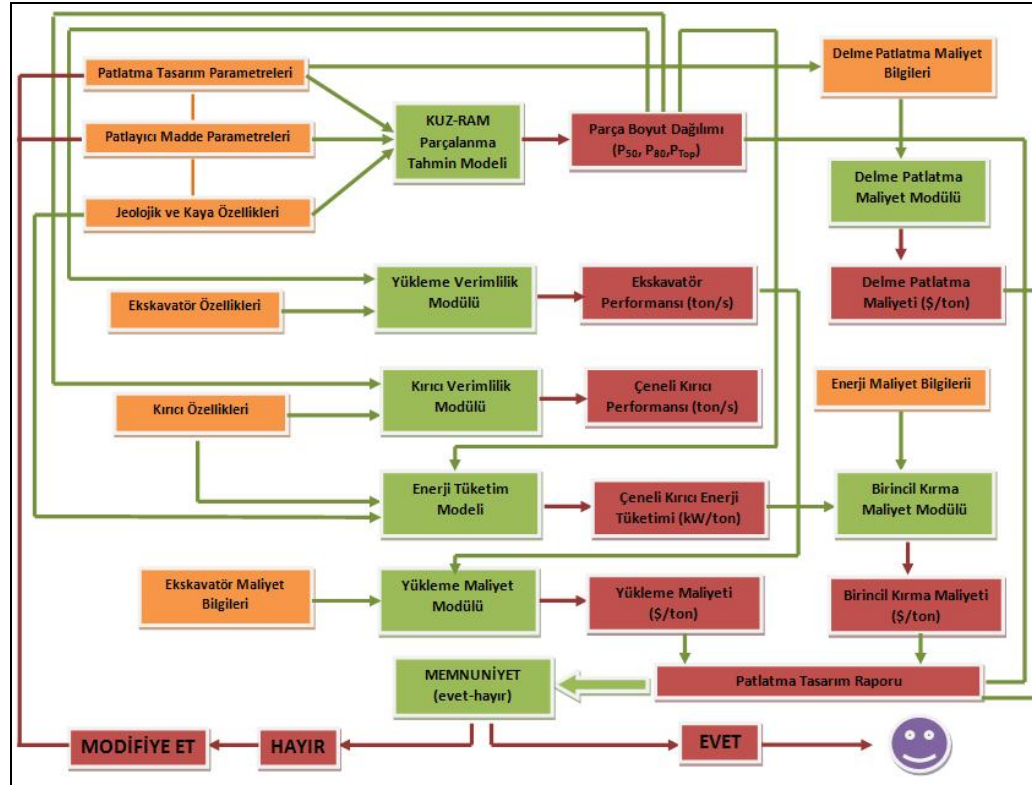 Patlatma Tasarım Parametreleri
Delme Patlatma Maliyet
Bilgileri
Patlayıcı Madde Parametreleri
KUZ-RAM
Parçalanma
Tahmin Modeli
Parça Boyut Dağılımı
(P50, P80,PTop)
Jeolojik ve Kaya Özellikleri
Delme Patlatma
Maliyet Modülü
Ekskavatör Özellikleri
Yükleme Verimlilik
Modülü
Ekskavatör
Performansı (ton/s)
Delme Patlatma
Maliyeti ($/ton)
Kırıcı Özellikleri
Kırıcı Verimlilik
Modülü
Çeneli Kırıcı
Performansı (ton/s)
Enerji Maliyet Bilgilerii
Enerji Tüketim
Modeli
Çeneli Kırıcı Enerji
Tüketimi (kW/ton)
Birincil Kırma
Maliyet Modülü
Ekskavatör Maliyet
Bilgileri
Yükleme Maliyet
Modülü
Yükleme Maliyeti
($/ton)
Birincil Kırma Maliyeti
($/ton)
MEMNUNİYET
(evet-hayır)
Patlatma Tasarım Raporu
MODİFİYE ET
HAYIR
EVET